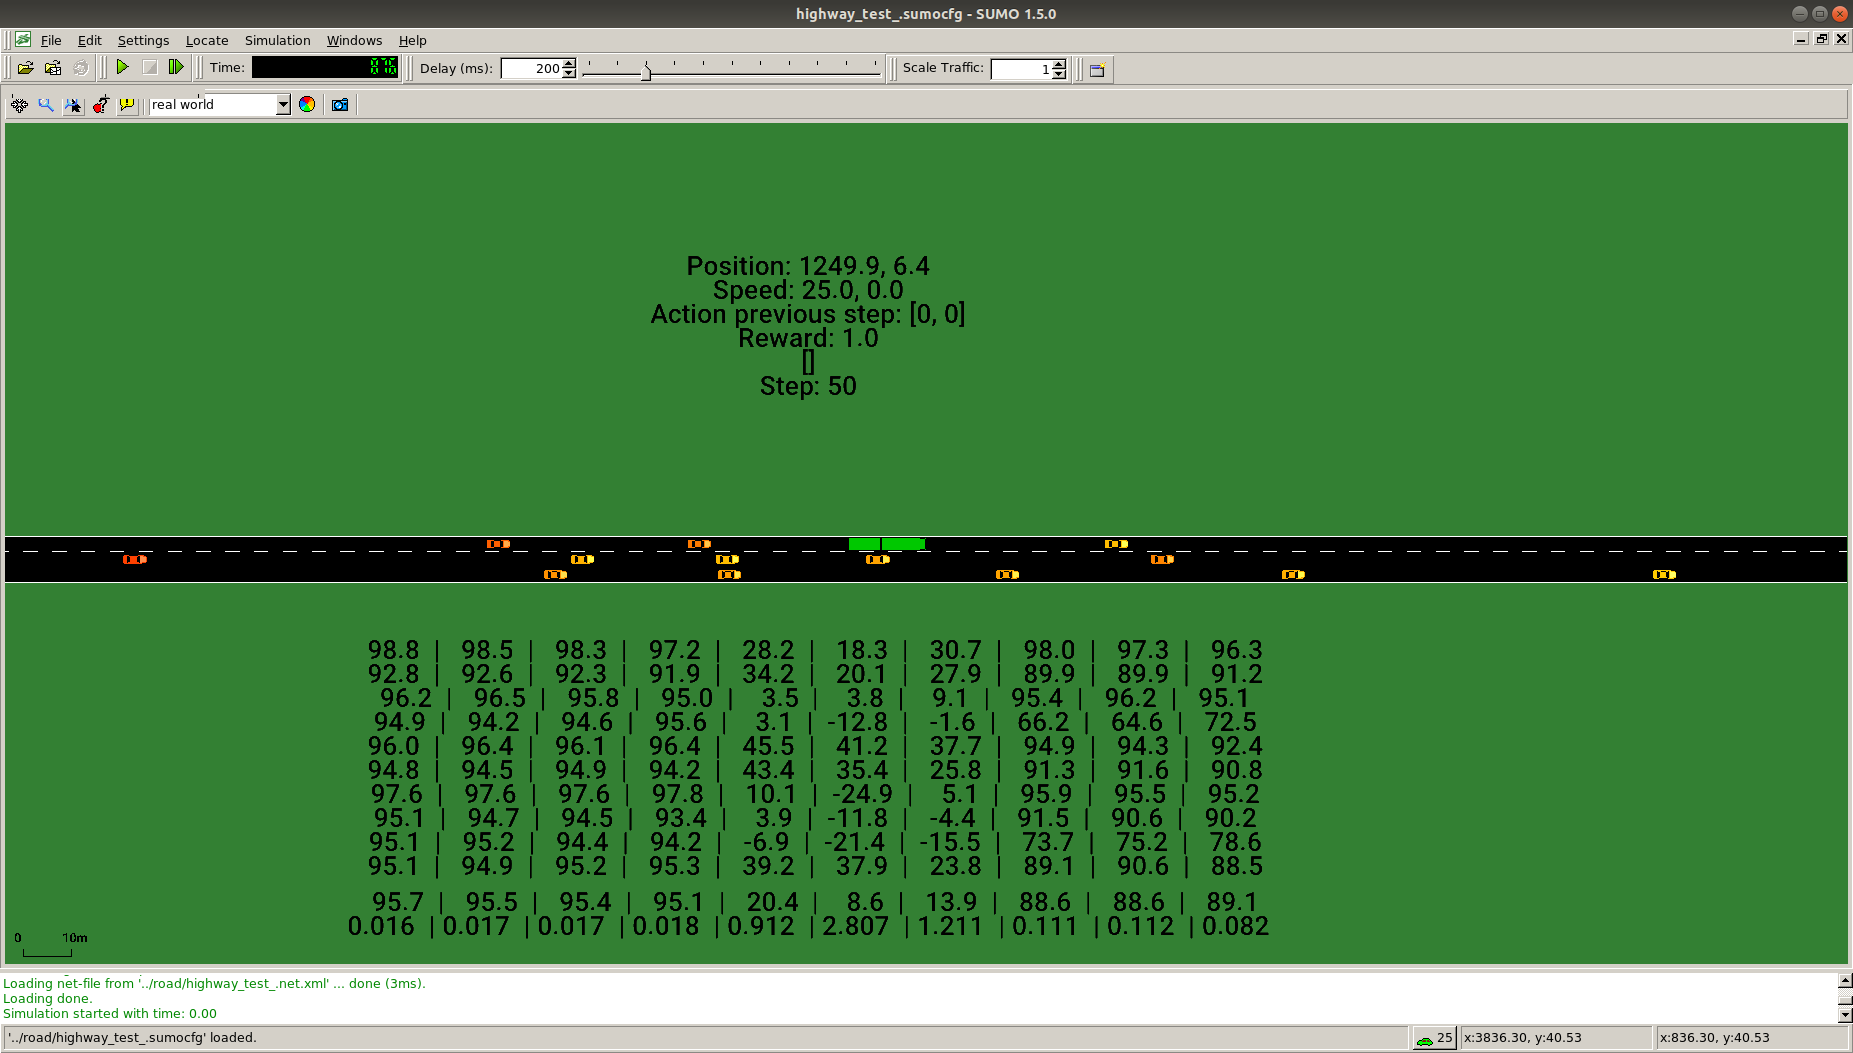 highway_test_.sumocfg - SUMO 1.5.0
File Edit Settings Locate Simulation Windows Help
Time: 876 Delay (ms): 200 Scale Traffic: 1
real world
Position: 1249.9, 6.4
Speed: 25.0, 0.0
Action previous step: [0, 0]
Reward: 1.0
[]
Step: 50
98.8 | 98.5 | 98.3 | 97.2 | 28.2 | 18.3 | 30.7 | 98.0 | 97.3 | 96.3
92.8 | 92.6 | 92.3 | 91.9 | 34.2 | 20.1 | 27.9 | 89.9 | 89.9 | 91.2
96.2 | 96.5 | 95.8 | 95.0 | 3.5 | 3.8 | 9.1 | 95.4 | 96.2 | 95.1
94.9 | 94.2 | 94.6 | 95.6 | 3.1 | -12.8 | -1.6 | 66.2 | 64.6 | 72.5
96.0 | 96.4 | 96.1 | 96.4 | 45.5 | 41.2 | 37.7 | 94.9 | 94.3 | 92.4
94.8 | 94.5 | 94.9 | 94.2 | 43.4 | 35.4 | 25.8 | 91.3 | 91.6 | 90.8
97.6 | 97.6 | 97.6 | 97.8 | 10.1 | -24.9 | 5.1 | 95.9 | 95.5 | 95.2
95.1 | 94.7 | 94.5 | 93.4 | 3.9 | -11.8 | -4.4 | 91.5 | 90.6 | 90.2
95.1 | 95.2 | 94.4 | 94.2 | -6.9 | -21.4 | -15.5 | 73.7 | 75.2 | 78.6
95.1 | 94.9 | 95.2 | 95.3 | 39.2 | 37.9 | 23.8 | 89.1 | 90.6 | 88.5
95.7 | 95.5 | 95.4 | 95.1 | 20.4 | 8.6 | 13.9 | 88.6 | 88.6 | 89.1
0.016 | 0.017 | 0.017 | 0.018 | 0.912 | 2.807 | 1.211 | 0.111 | 0.112 | 0.082
0 10m
Loading net-file from '../road/highway_test_.net.xml' ... done (3ms).
Loading done.
Simulation started with time: 0.00
'../road/highway_test_.sumocfg' loaded. 25 x:3836.30, y:40.53 x:836.30, y:40.53